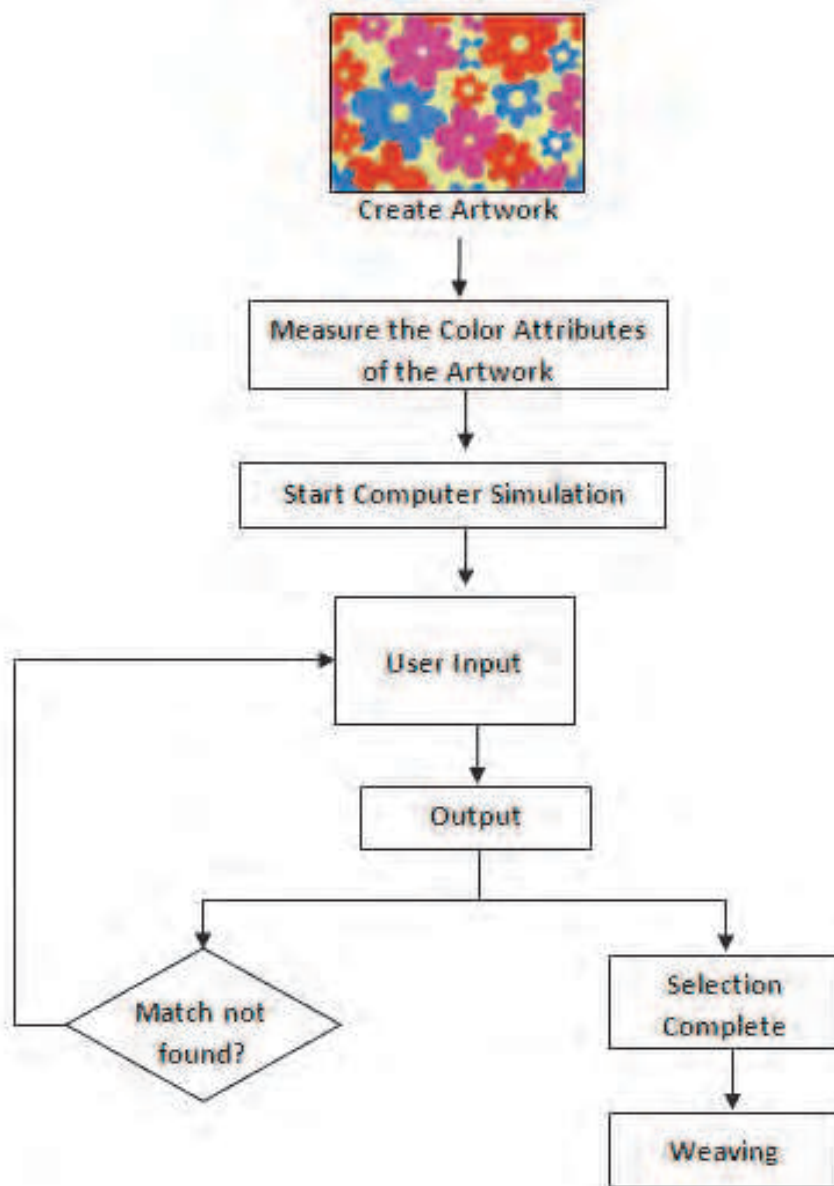 Create Artwork
Measure the Color Attributes
of the Artwork
Start Computer Simulation
User Input
Output
Match not
found?
Selection
Complete
Weaving